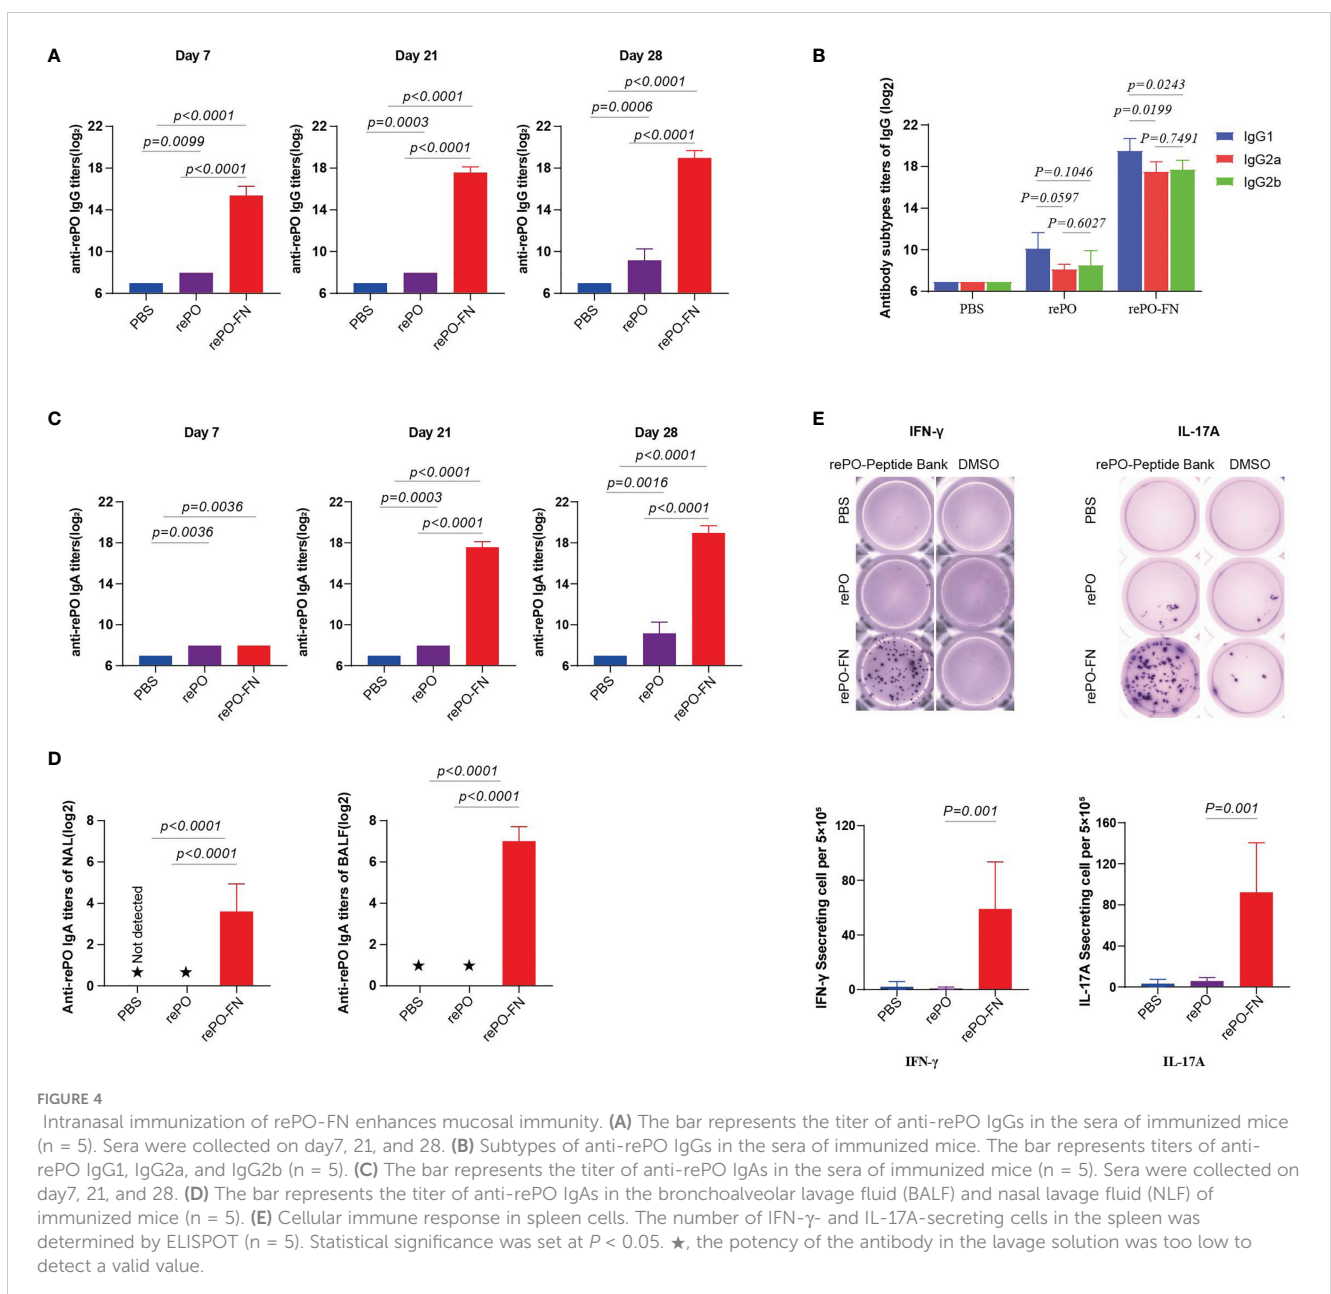 A
Day 7
Day 21
Day 28
anti-rePO IgG titers(log₂)
22
18
14
10
6
p<0.0001
p=0.0099
p<0.0001
PBS
rePO
rePO-FN
anti-rePO IgG titers(log₂)
22
18
14
10
6
p<0.0001
p=0.0003
p<0.0001
PBS
rePO
rePO-FN
anti-rePO IgG titers(log₂)
22
18
14
10
6
p<0.0001
p=0.0006
p<0.0001
PBS
rePO
rePO-FN
B
Antibody subtypes titers of IgG (log2)
22
18
14
10
6
p=0.0243
p=0.0199
P=0.7491
P=0.1046
P=0.0597
P=0.6027
PBS
rePO
rePO-FN
IgG1
IgG2a
IgG2b
C
Day 7
Day 21
Day 28
anti-rePO IgA titers(log₂)
22
18
14
10
6
p=0.0036
p=0.0036
PBS
rePO
rePO-FN
anti-rePO IgA titers(log₂)
22
18
14
10
6
p<0.0001
p=0.0003
p<0.0001
PBS
rePO
rePO-FN
anti-rePO IgA titers(log₂)
22
18
14
10
6
p<0.0001
p=0.0016
p<0.0001
PBS
rePO
rePO-FN
D
Anti-rePO IgA titers of NAL(log2)
8
6
4
2
0
p<0.0001
p<0.0001
Not detected
★
★
PBS
rePO
rePO-FN
Anti-rePO IgA titers of BALF(log2)
8
6
4
2
0
p<0.0001
p<0.0001
★
★
PBS
rePO
rePO-FN
E
IFN-γ
IL-17A
rePO-Peptide Bank DMSO
rePO-Peptide Bank DMSO
PBS
rePO
rePO-FN
PBS
rePO
rePO-FN
IFN-γ Ssecreting cell per 5×10⁵
120
80
40
0
P=0.001
PBS
rePO
rePO-FN
IFN-γ
IL-17A Ssecreting cell per 5×10⁵
160
120
80
40
0
P=0.001
PBS
rePO
rePO-FN
IL-17A
FIGURE 4
Intranasal immunization of rePO-FN enhances mucosal immunity. (A) The bar represents the titer of anti-rePO IgGs in the sera of immunized mice
(n = 5). Sera were collected on day7, 21, and 28. (B) Subtypes of anti-rePO IgGs in the sera of immunized mice. The bar represents titers of anti-
rePO IgG1, IgG2a, and IgG2b (n = 5). (C) The bar represents the titer of anti-rePO IgAs in the sera of immunized mice (n = 5). Sera were collected on
day7, 21, and 28. (D) The bar represents the titer of anti-rePO IgAs in the bronchoalveolar lavage fluid (BALF) and nasal lavage fluid (NLF) of
immunized mice (n = 5). (E) Cellular immune response in spleen cells. The number of IFN-γ- and IL-17A-secreting cells in the spleen was
determined by ELISPOT (n = 5). Statistical significance was set at P < 0.05. ★, the potency of the antibody in the lavage solution was too low to
detect a valid value.